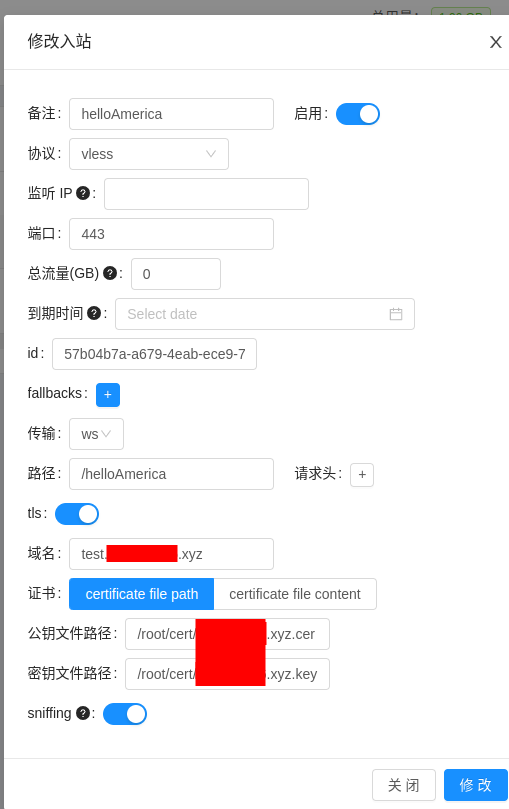 修改入站
备注: helloAmerica 启用:
协议: vless
监听 IP ?:
端口: 443
总流量(GB) ?: 0
到期时间 ?: Select date
id: 57b04b7a-a679-4eab-ece9-7
fallbacks: +
传输: ws
路径: /helloAmerica 请求头: +
tls:
域名: test. .xyz
证书: certificate file path certificate file content
公钥文件路径: /root/cert/ .xyz.cer
密钥文件路径: /root/cert/ .xyz.key
sniffing ?:
关 闭 修 改